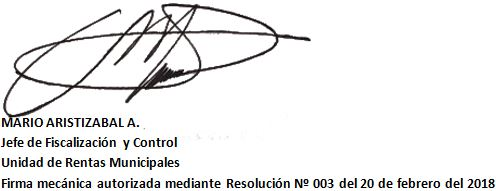 MARIO ARISTIZABAL A.
Jefe de Fiscalización y Control
Unidad de Rentas Municipales
Firma mecánica autorizada mediante Resolución Nº 003 del 20 de febrero del 2018